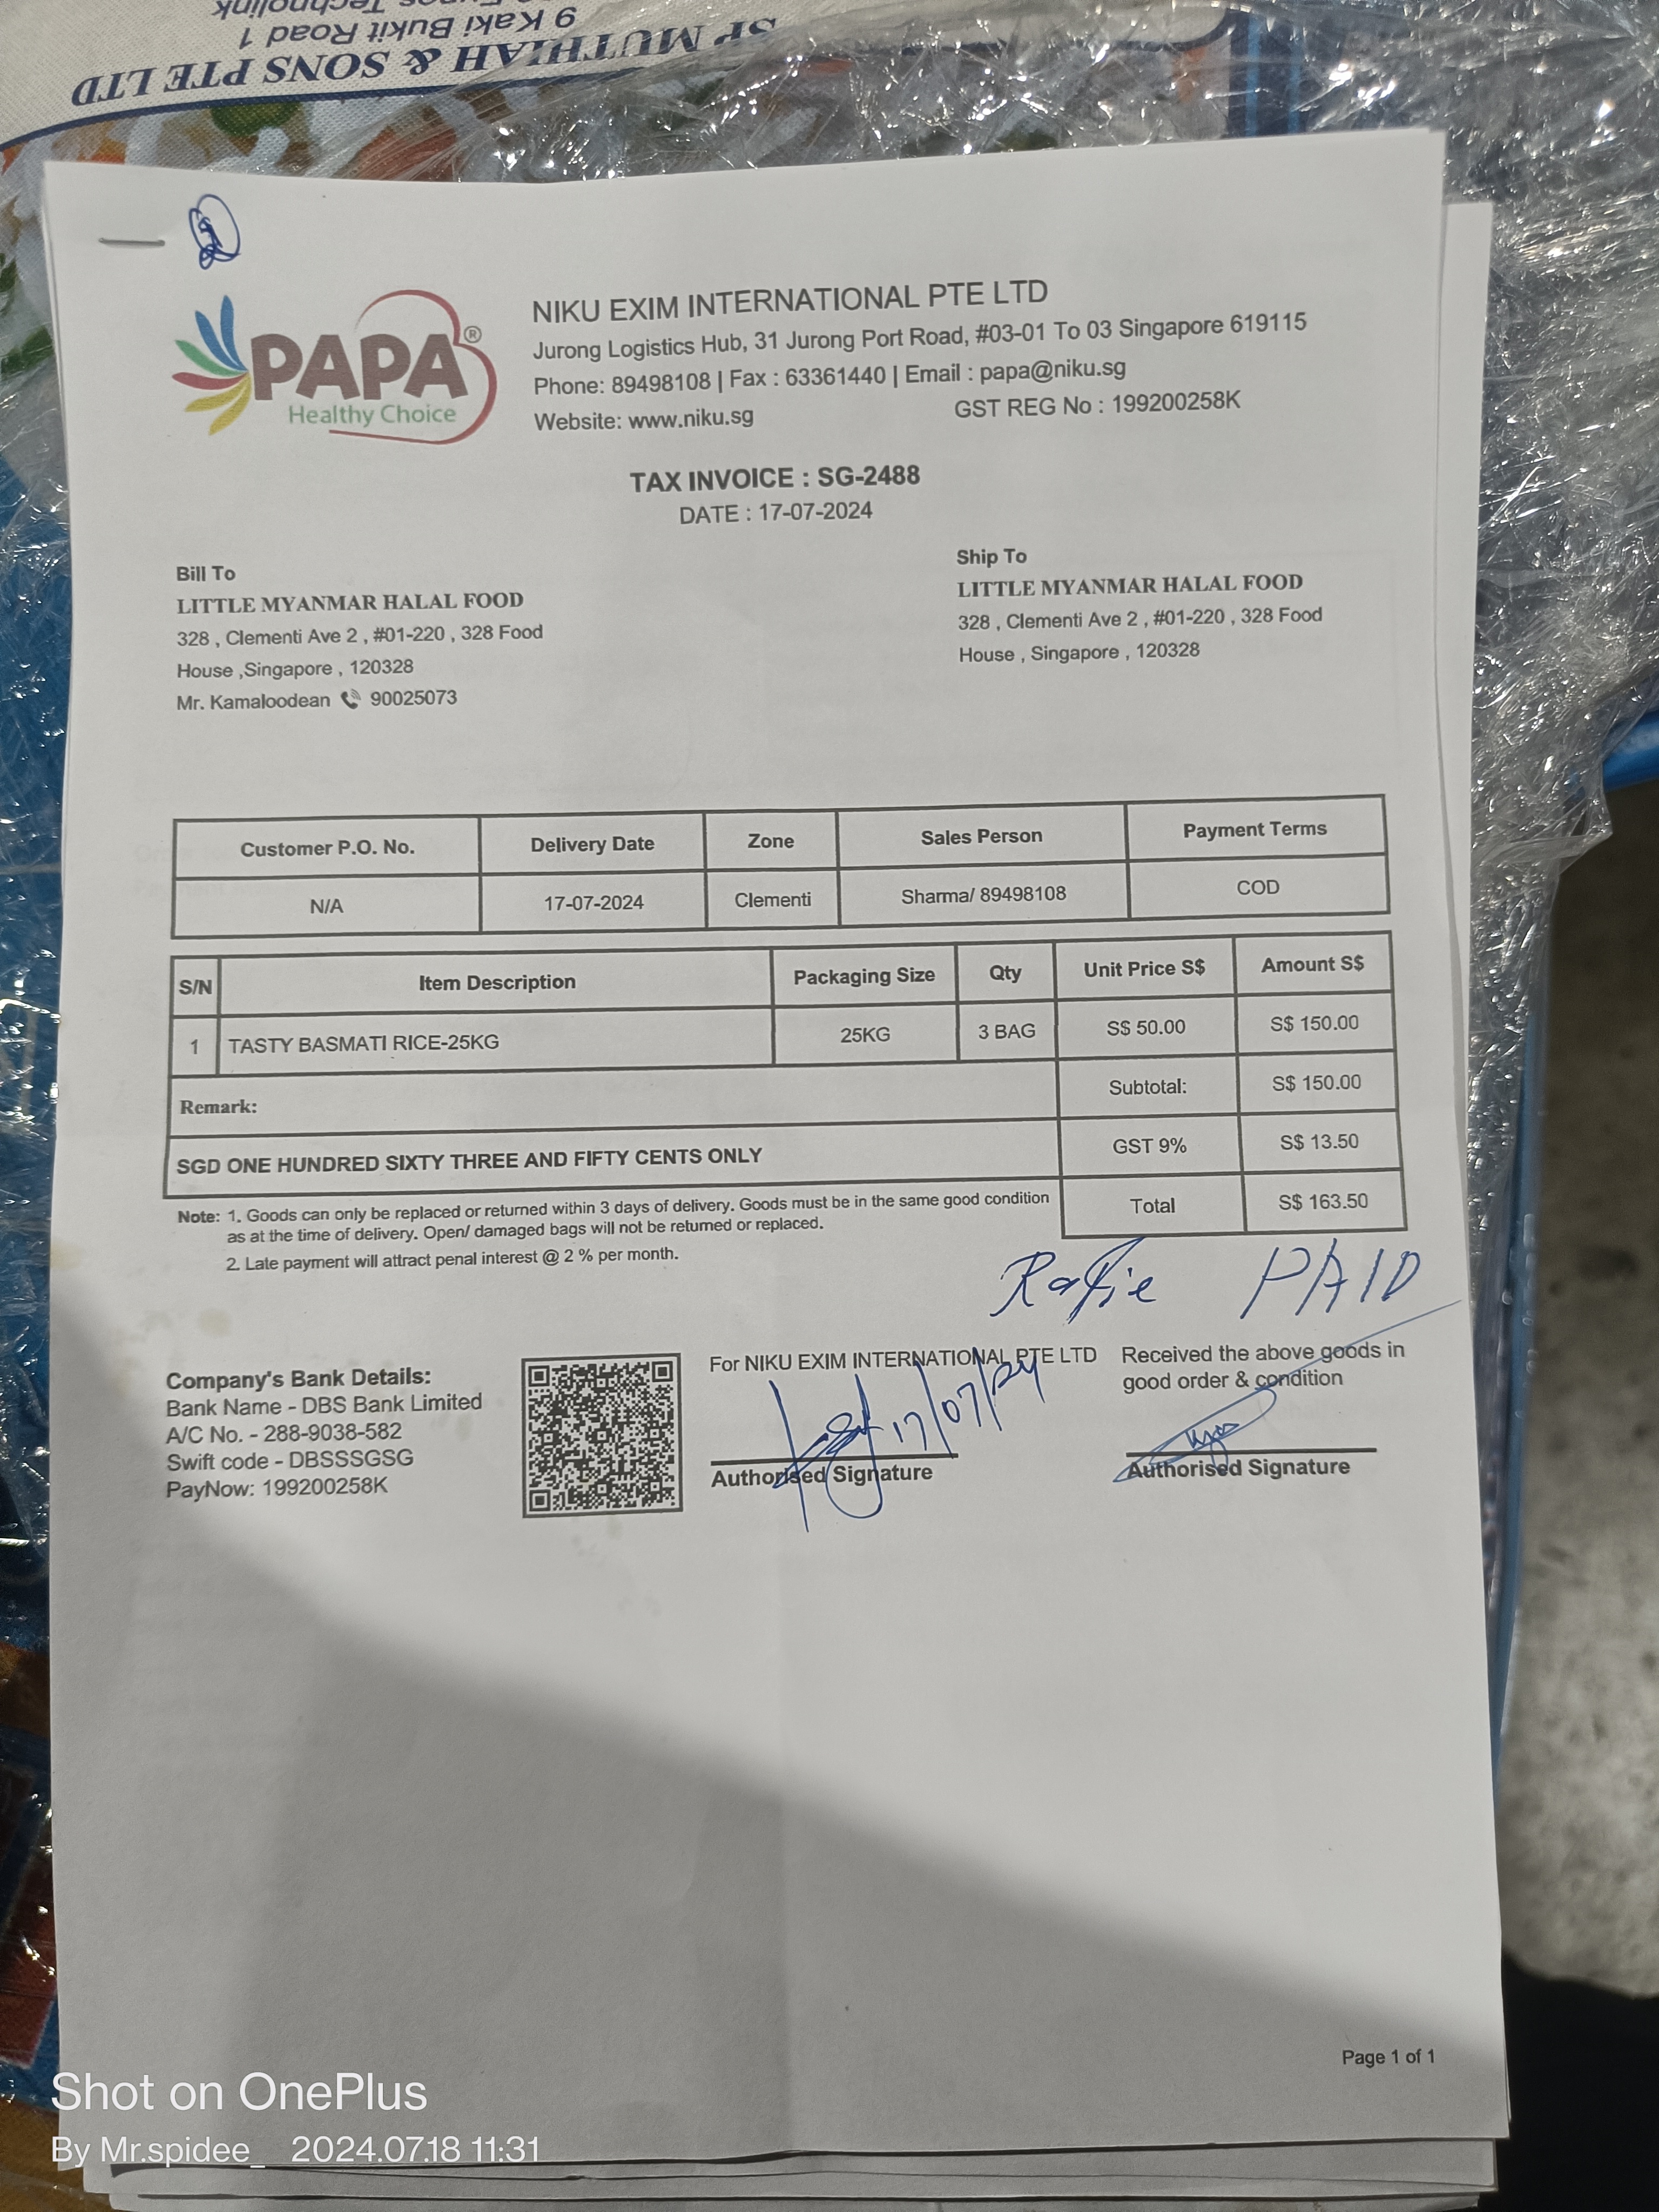 SP MUTHIAH & SONS PTE LTD
9 Kaki Bukit Road 1
PAPA®
Healthy Choice
NIKU EXIM INTERNATIONAL PTE LTD
Jurong Logistics Hub, 31 Jurong Port Road, #03-01 To 03 Singapore 619115
Phone: 89498108 | Fax : 63361440 | Email : papa@niku.sg
Website: www.niku.sg GST REG No : 199200258K
TAX INVOICE : SG-2488
DATE : 17-07-2024
Bill To
LITTLE MYANMAR HALAL FOOD
328 , Clementi Ave 2 , #01-220 , 328 Food
House ,Singapore , 120328
Mr. Kamaloodean 90025073
Ship To
LITTLE MYANMAR HALAL FOOD
328 , Clementi Ave 2 , #01-220 , 328 Food
House , Singapore , 120328
Customer P.O. No. Delivery Date Zone Sales Person Payment Terms
N/A 17-07-2024 Clementi Sharma/ 89498108 COD
S/N Item Description Packaging Size Qty Unit Price S$ Amount S$
1 TASTY BASMATI RICE-25KG 25KG 3 BAG S$ 50.00 S$ 150.00
Remark: Subtotal: S$ 150.00
SGD ONE HUNDRED SIXTY THREE AND FIFTY CENTS ONLY GST 9% S$ 13.50
Total S$ 163.50
Note: 1. Goods can only be replaced or returned within 3 days of delivery. Goods must be in the same good condition
as at the time of delivery. Open/ damaged bags will not be returned or replaced.
2. Late payment will attract penal interest @ 2 % per month.
PAID
Company's Bank Details:
Bank Name - DBS Bank Limited
A/C No. - 288-9038-582
Swift code - DBSSSGSG
PayNow: 199200258K
For NIKU EXIM INTERNATIONAL PTE LTD
17/07/24
Authorised Signature
Received the above goods in
good order & condition
Authorised Signature
Page 1 of 1
Shot on OnePlus
By Mr.spidee_ 2024.07.18 11:31